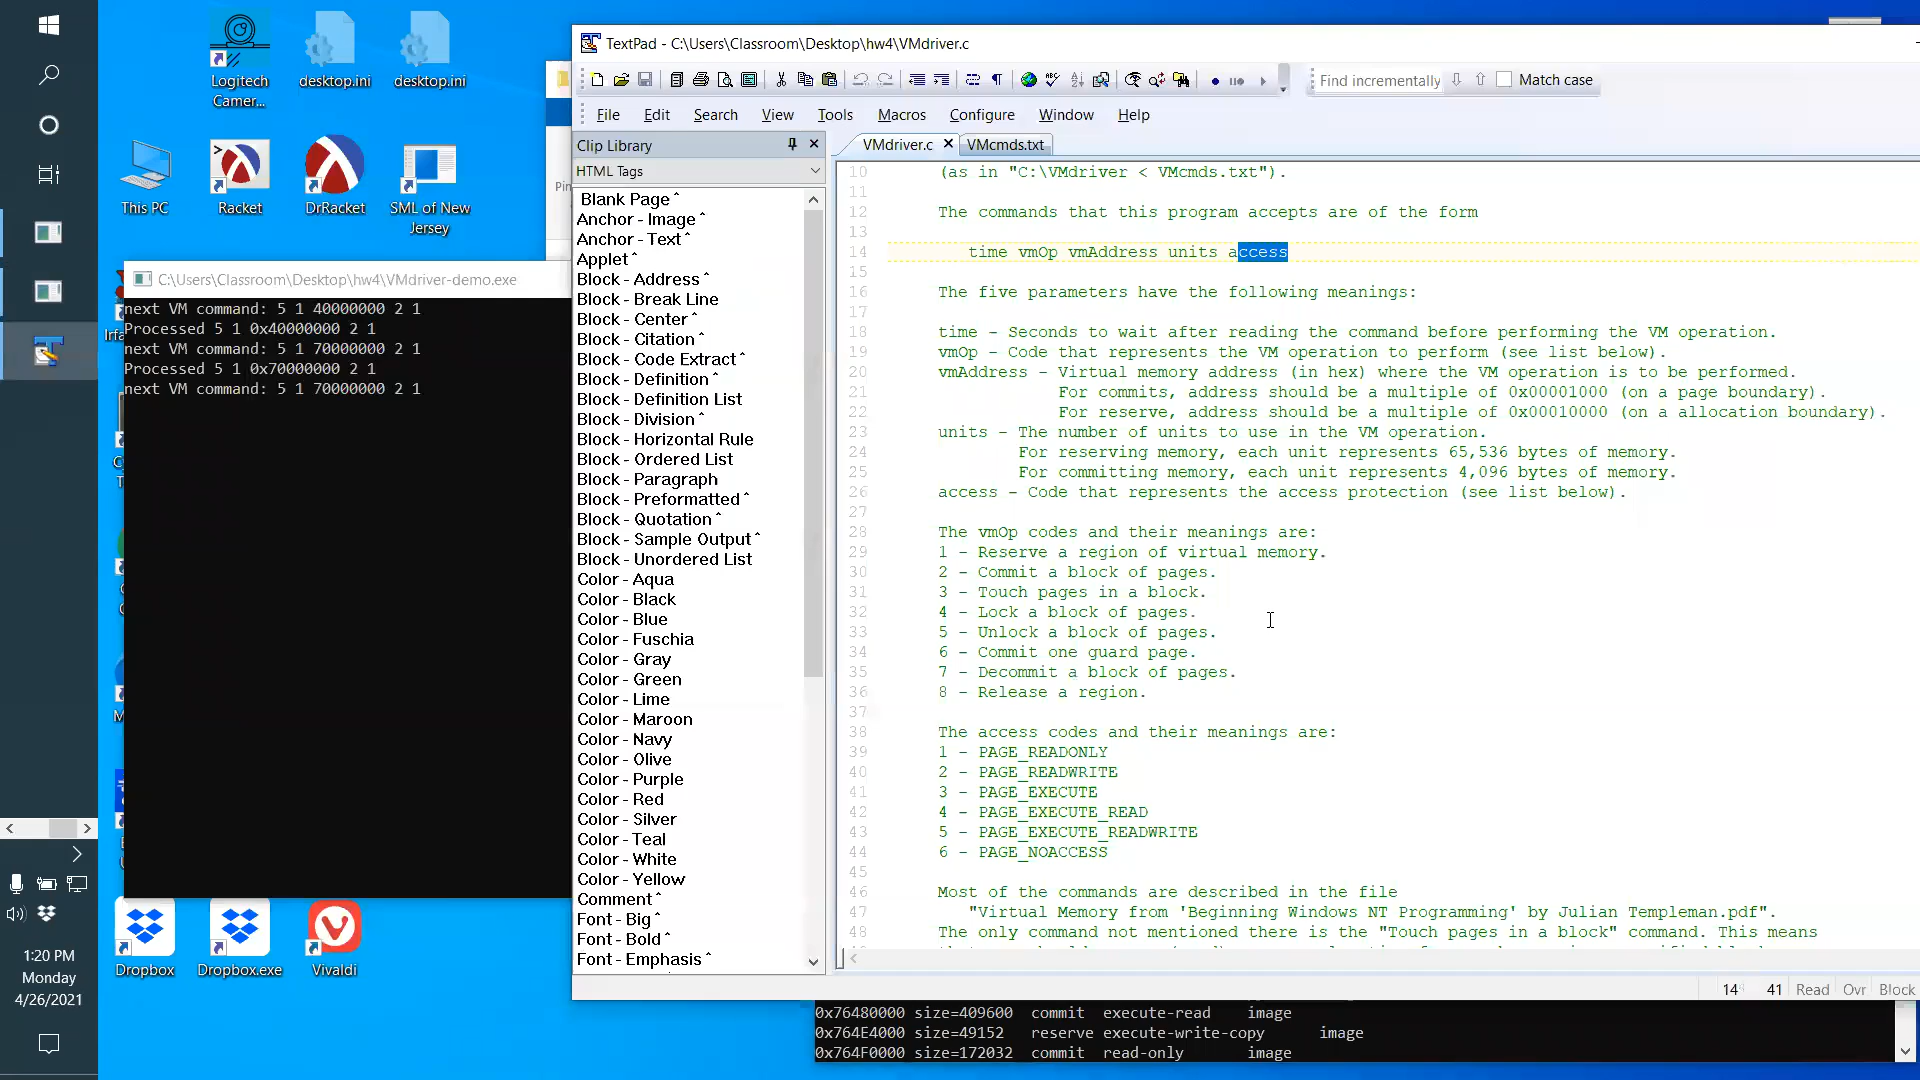 Logitech
Camer...
desktop.ini
desktop.ini
This PC
Racket
DrRacket
SML of New
Jersey
C:\Users\Classroom\Desktop\hw4\VMdriver-demo.exe
next VM command: 5 1 40000000 2 1
Processed 5 1 0x40000000 2 1
next VM command: 5 1 70000000 2 1
Processed 5 1 0x70000000 2 1
next VM command: 5 1 70000000 2 1
Dropbox
Dropbox.exe
Vivaldi
1:20 PM
Monday
4/26/2021
TextPad - C:\Users\Classroom\Desktop\hw4\VMdriver.c
Find incrementally
Match case
File Edit Search View Tools Macros Configure Window Help
Clip Library
HTML Tags
Blank Page ^
Anchor - Image ^
Anchor - Text ^
Applet ^
Block - Address ^
Block - Break Line
Block - Center ^
Block - Citation ^
Block - Code Extract ^
Block - Definition ^
Block - Definition List
Block - Division ^
Block - Horizontal Rule
Block - Ordered List
Block - Paragraph
Block - Preformatted ^
Block - Quotation ^
Block - Sample Output ^
Block - Unordered List
Color - Aqua
Color - Black
Color - Blue
Color - Fuschia
Color - Gray
Color - Green
Color - Lime
Color - Maroon
Color - Navy
Color - Olive
Color - Purple
Color - Red
Color - Silver
Color - Teal
Color - White
Color - Yellow
Comment ^
Font - Big ^
Font - Bold ^
Font - Emphasis ^
VMdriver.c VMcmds.txt
10 (as in "C:\VMdriver < VMcmds.txt").
11
12 The commands that this program accepts are of the form
13
14 time vmOp vmAddress units access
15
16 The five parameters have the following meanings:
17
18 time - Seconds to wait after reading the command before performing the VM operation.
19 vmOp - Code that represents the VM operation to perform (see list below).
20 vmAddress - Virtual memory address (in hex) where the VM operation is to be performed.
21 For commits, address should be a multiple of 0x00001000 (on a page boundary).
22 For reserve, address should be a multiple of 0x00010000 (on a allocation boundary).
23 units - The number of units to use in the VM operation.
24 For reserving memory, each unit represents 65,536 bytes of memory.
25 For committing memory, each unit represents 4,096 bytes of memory.
26 access - Code that represents the access protection (see list below).
27
28 The vmOp codes and their meanings are:
29 1 - Reserve a region of virtual memory.
30 2 - Commit a block of pages.
31 3 - Touch pages in a block.
32 4 - Lock a block of pages.
33 5 - Unlock a block of pages.
34 6 - Commit one guard page.
35 7 - Decommit a block of pages.
36 8 - Release a region.
37
38 The access codes and their meanings are:
39 1 - PAGE_READONLY
40 2 - PAGE_READWRITE
41 3 - PAGE_EXECUTE
42 4 - PAGE_EXECUTE_READ
43 5 - PAGE_EXECUTE_READWRITE
44 6 - PAGE_NOACCESS
45
46 Most of the commands are described in the file
47 "Virtual Memory from 'Beginning Windows NT Programming' by Julian Templeman.pdf".
48 The only command not mentioned there is the "Touch pages in a block" command. This means
14 41 Read Ovr Block
0x76480000 size=409600 commit execute-read image
0x764E4000 size=49152 reserve execute-write-copy image
0x764F0000 size=172032 commit read-only image